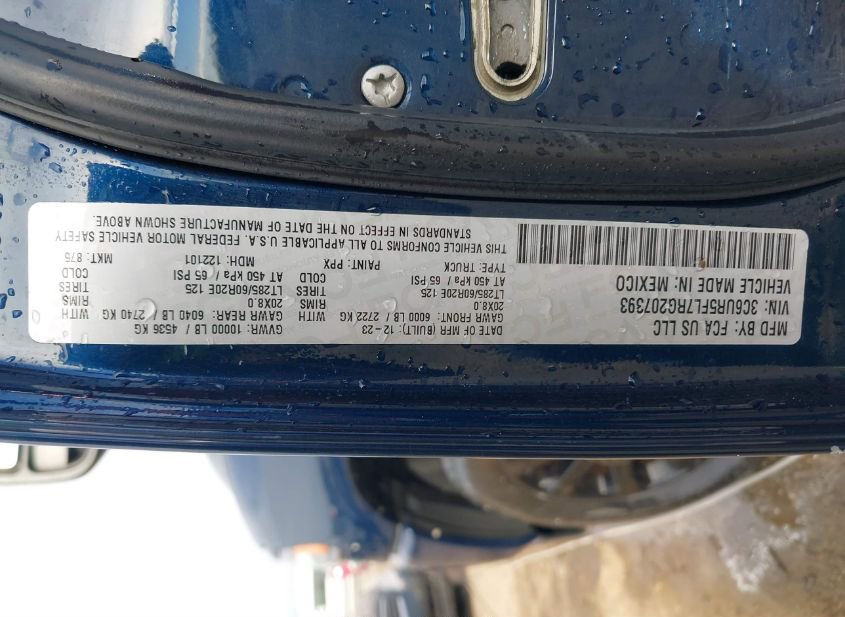 MFD BY: FCA US LLC
VIN: 3C6UR5FL7RG207393
VEHICLE MADE IN: MEXICO
DATE OF MFR (BUILT): 12-23
GVWR: 10000 LB / 4536 KG
GAWR FRONT: 6000 LB / 2722 KG WITH
GAWR REAR: 6040 LB / 2740 KG WITH
20X8.0 RIMS
20X8.0 RIMS
LT285/60R20E 125 TIRES
LT285/60R20E 125 TIRES
AT 450 kPa / 65 PSI COLD
AT 450 kPa / 65 PSI COLD
TYPE: TRUCK
PAINT: PPX
MDH: 122101
MKT: 875
THIS VEHICLE CONFORMS TO ALL APPLICABLE U.S.A. FEDERAL MOTOR VEHICLE SAFETY
STANDARDS IN EFFECT ON THE DATE OF MANUFACTURE SHOWN ABOVE.